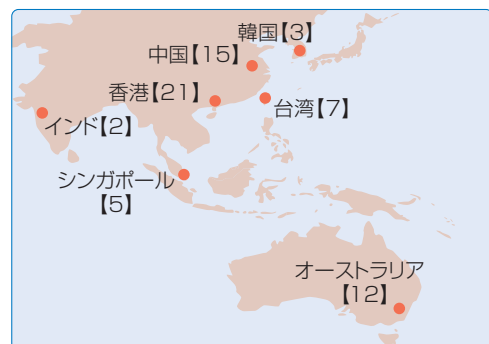 韓国【3】
中国【15】
香港【21】
台湾【7】
インド【2】
シンガポール
【5】
オーストラリア
【12】